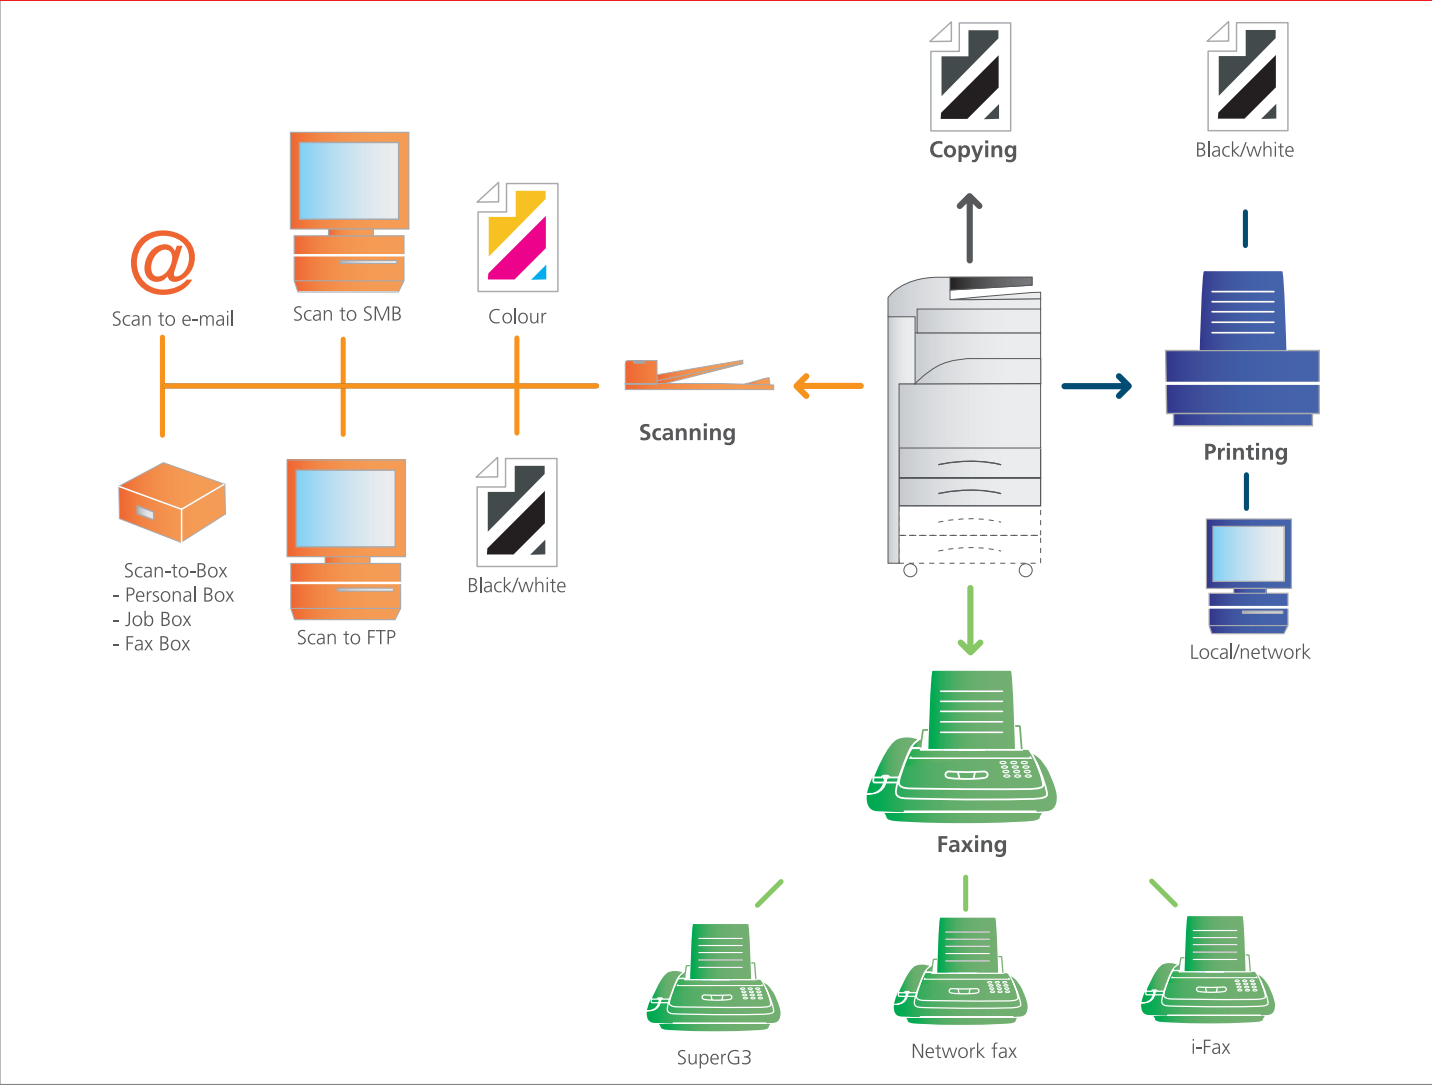 Copying
Black/white
Scan to e-mail
Scan to SMB
Colour
Scanning
Printing
Scan-to-Box
- Personal Box
- Job Box
- Fax Box
Scan to FTP
Black/white
Local/network
Faxing
SuperG3
Network fax
i-Fax